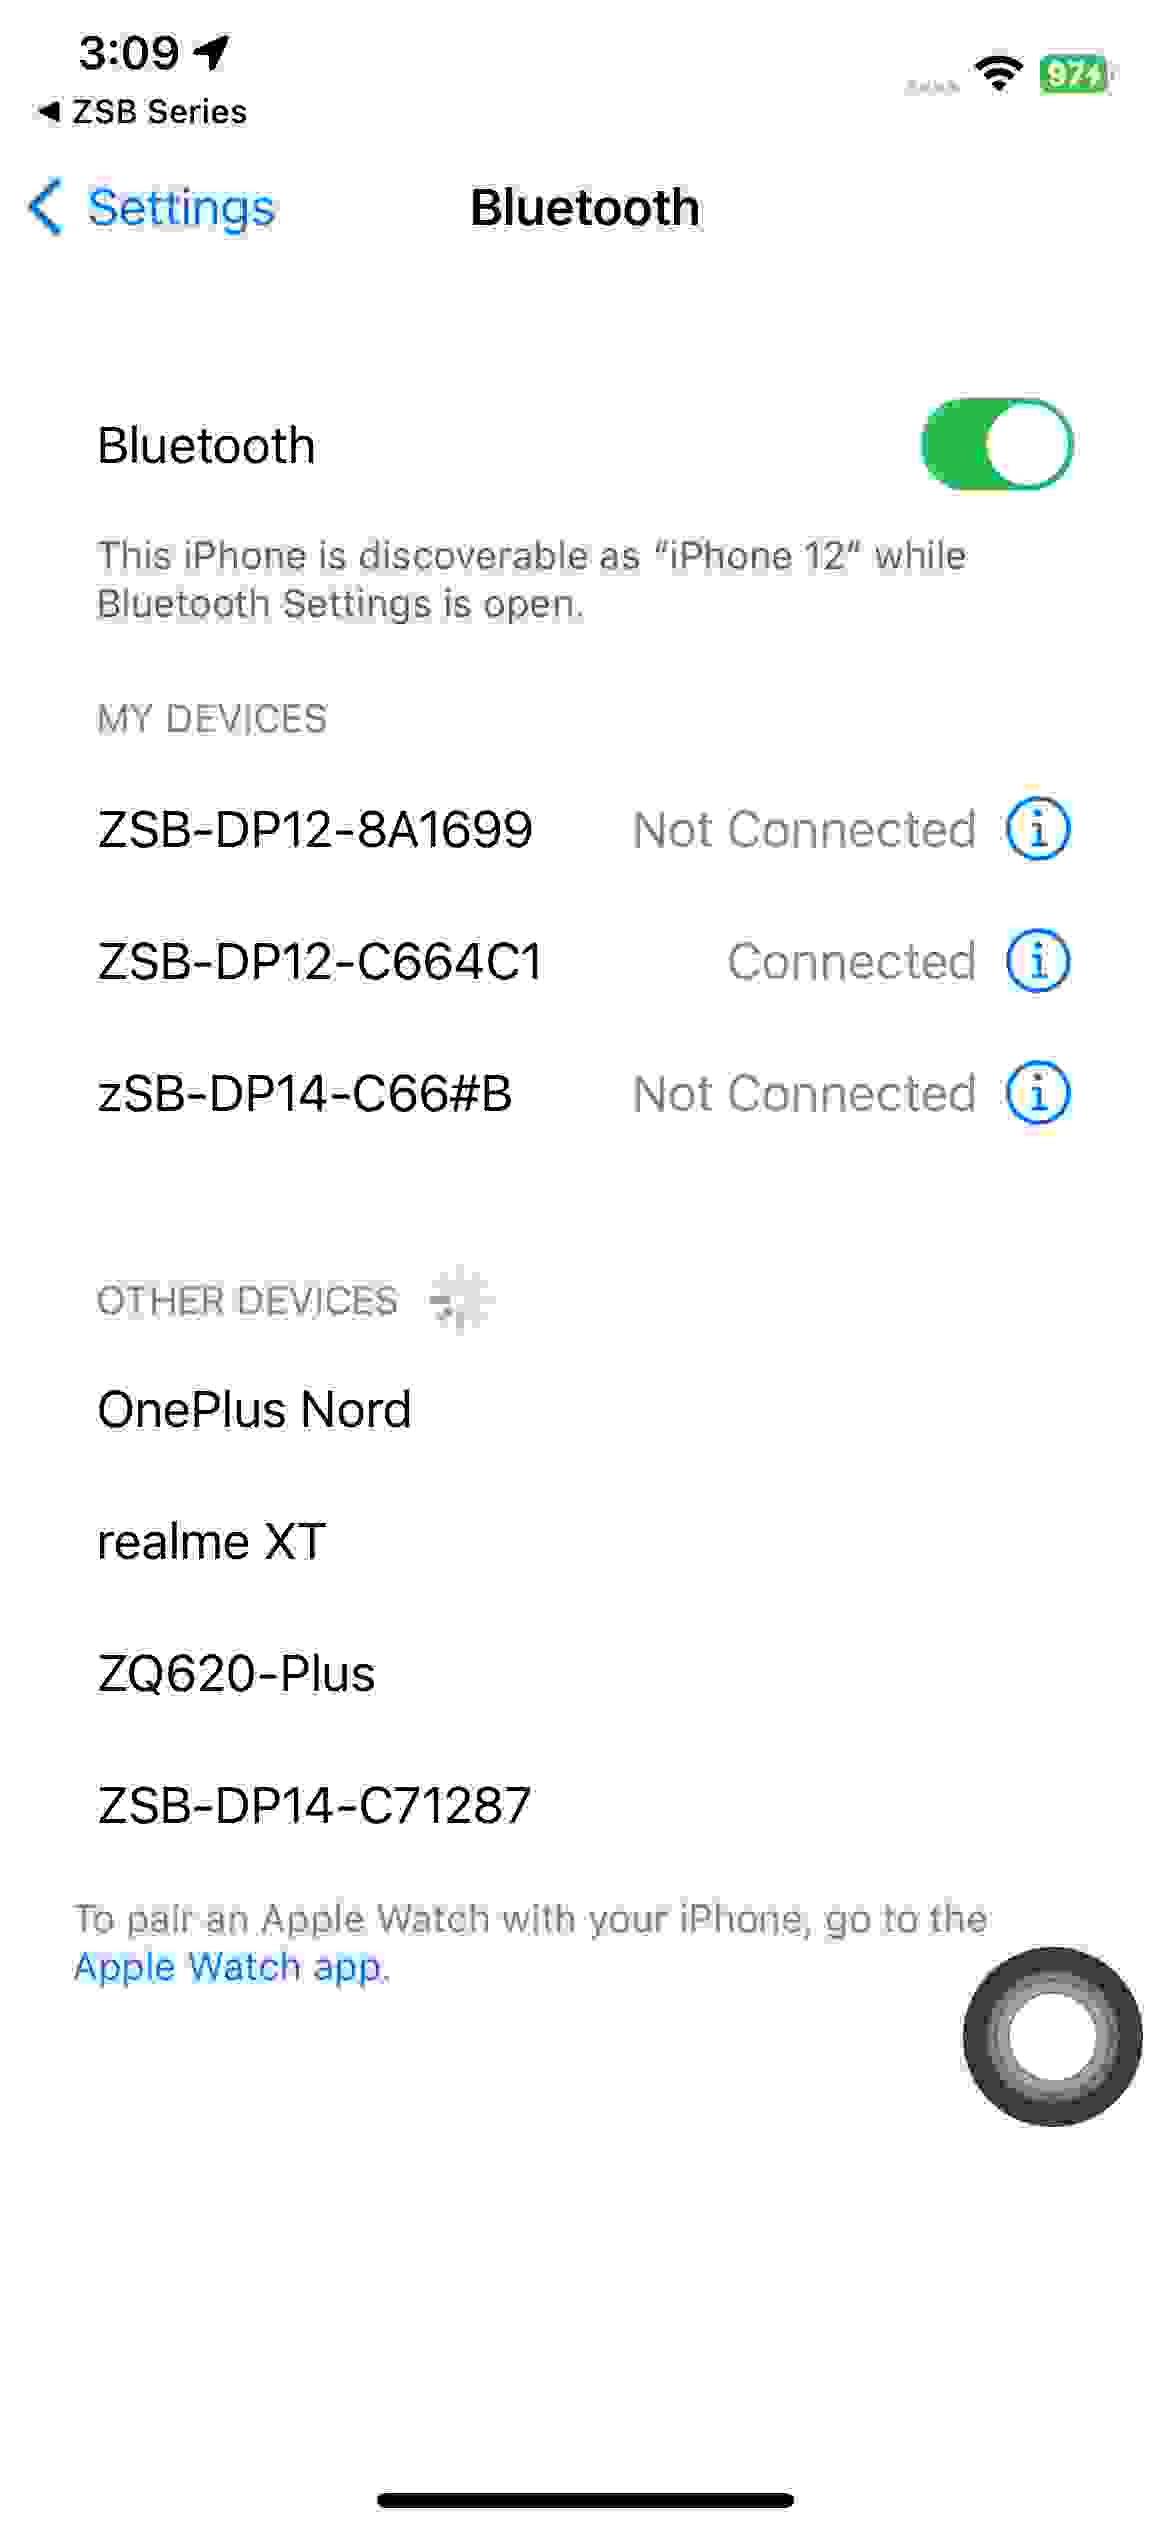 3:09
◀ ZSB Series
97
Settings
Bluetooth
Bluetooth
This iPhone is discoverable as “iPhone 12” while
Bluetooth Settings is open.
MY DEVICES
ZSB-DP12-8A1699 Not Connected
ZSB-DP12-C664C1 Connected
zSB-DP14-C66#B Not Connected
OTHER DEVICES
OnePlus Nord
realme XT
ZQ620-Plus
ZSB-DP14-C71287
To pair an Apple Watch with your iPhone, go to the
Apple Watch app.